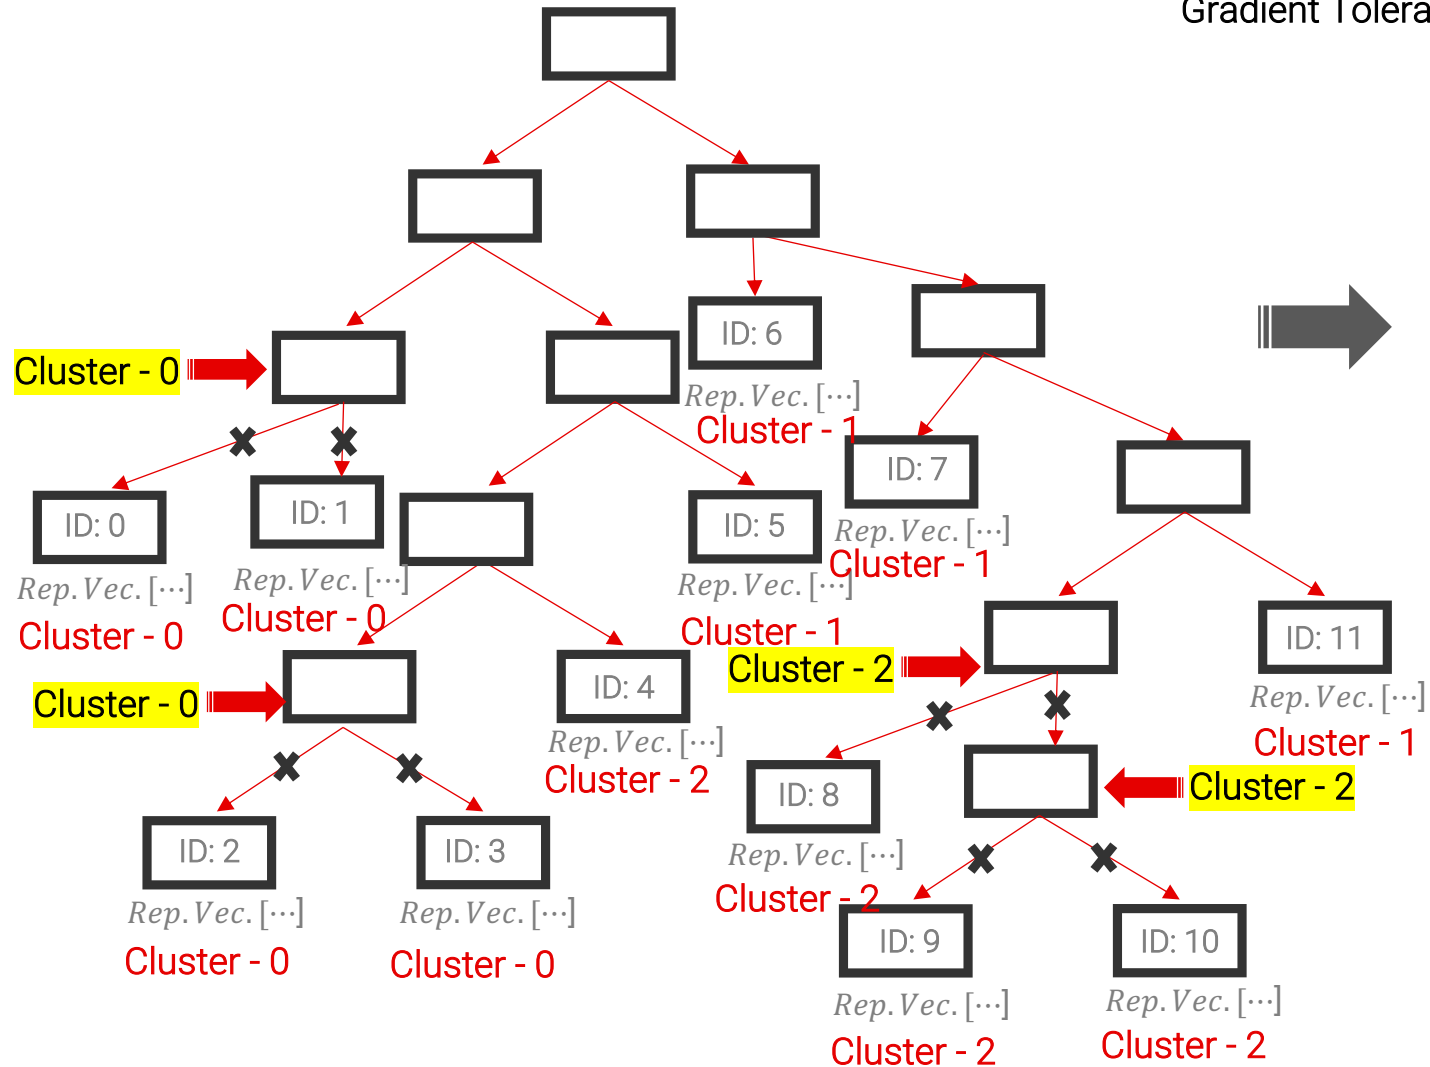 Gradient Tolera
ID: 6
Cluster - 0
Rep.Vec.[⋯]
Cluster - 1
ID: 7
ID: 0
ID: 1
ID: 5
Rep.Vec.[⋯]
Cluster - 1
Rep.Vec.[⋯]
Cluster - 0
Rep.Vec.[⋯]
Cluster - 0
Rep.Vec.[⋯]
Cluster - 1
ID: 11
Cluster - 2
Cluster - 0
ID: 4
Rep.Vec.[⋯]
Cluster - 2
Rep.Vec.[⋯]
Cluster - 1
ID: 8
Cluster - 2
ID: 2
ID: 3
Rep.Vec.[⋯]
Cluster - 2
Rep.Vec.[⋯]
Cluster - 0
Rep.Vec.[⋯]
Cluster - 0
ID: 9
ID: 10
Rep.Vec.[⋯]
Cluster - 2
Rep.Vec.[⋯]
Cluster - 2